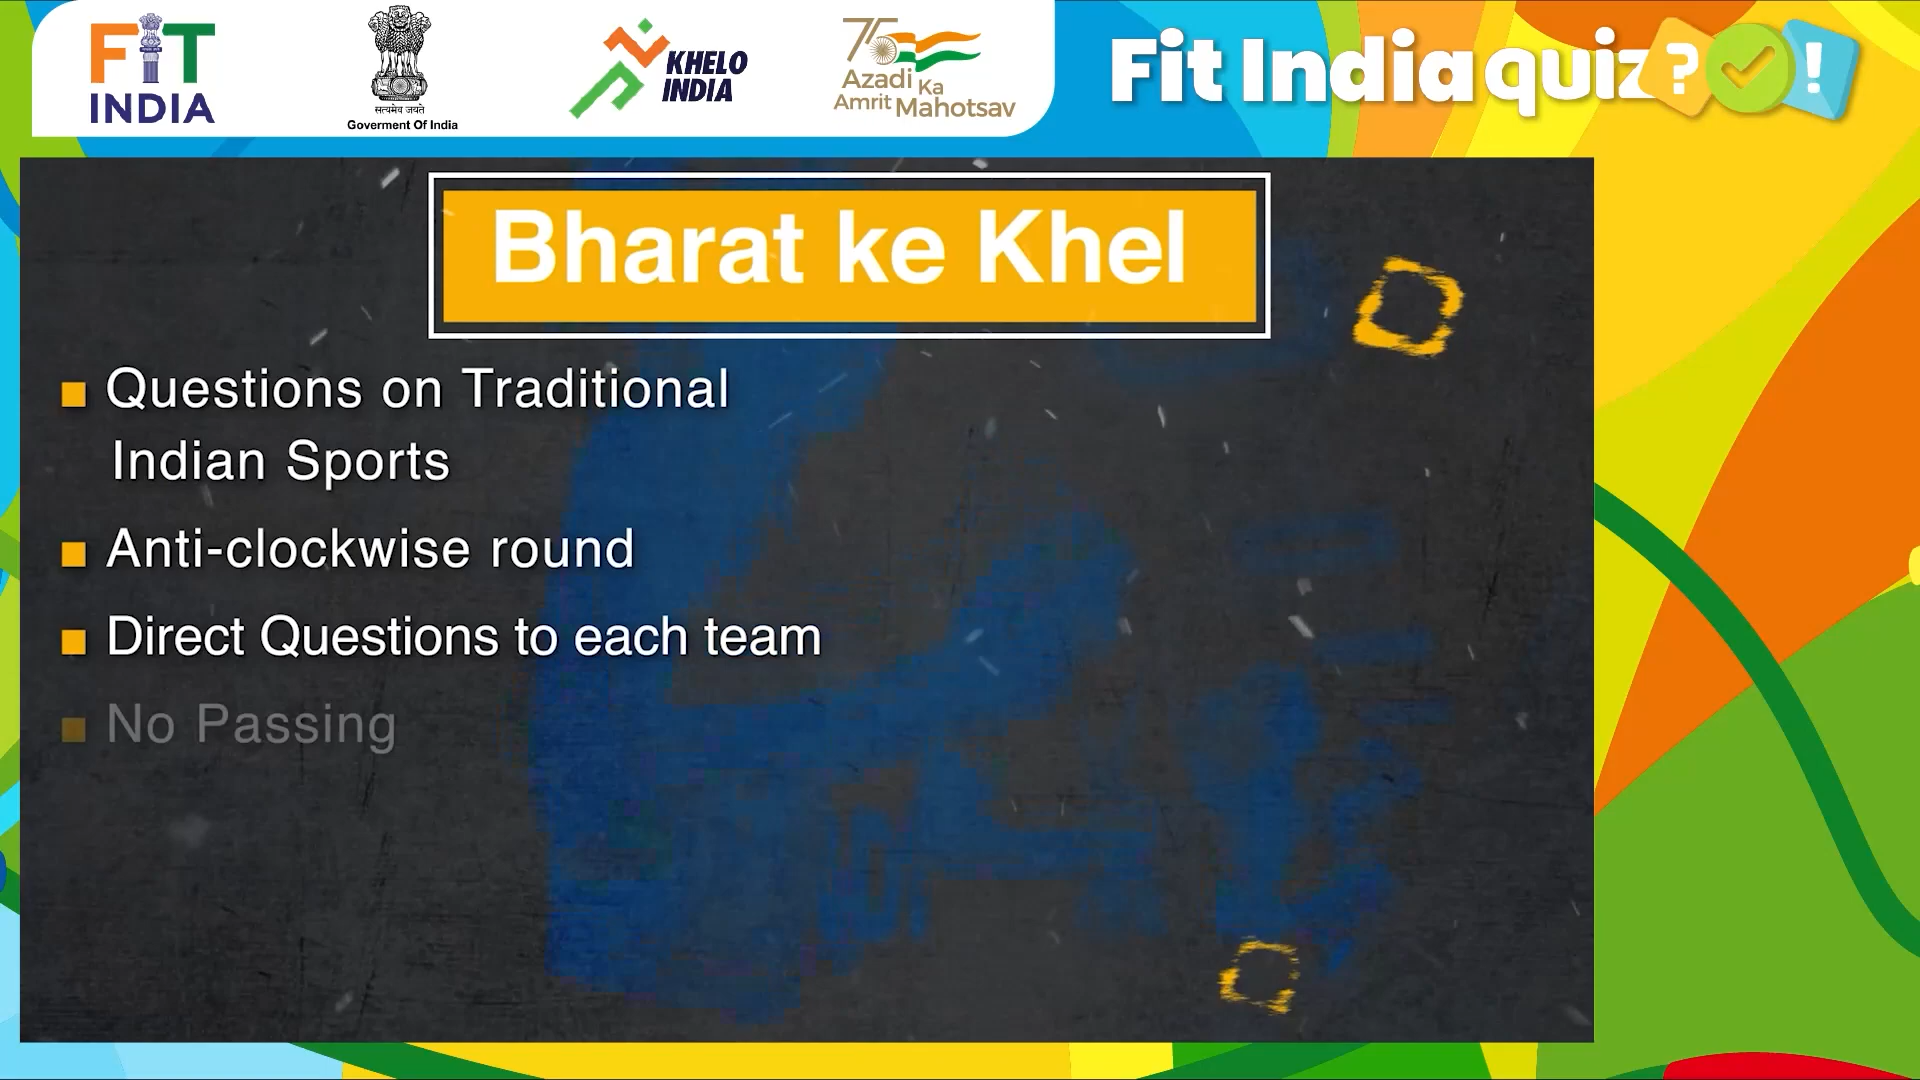 FIT
INDIA
सत्यमेव जयते
Goverment Of India
KHELO
INDIA
75
Azadi Ka
Amrit Mahotsav
Fit India quiz ? !
Bharat ke Khel
Questions on Traditional
Indian Sports
Anti-clockwise round
Direct Questions to each team
No Passing